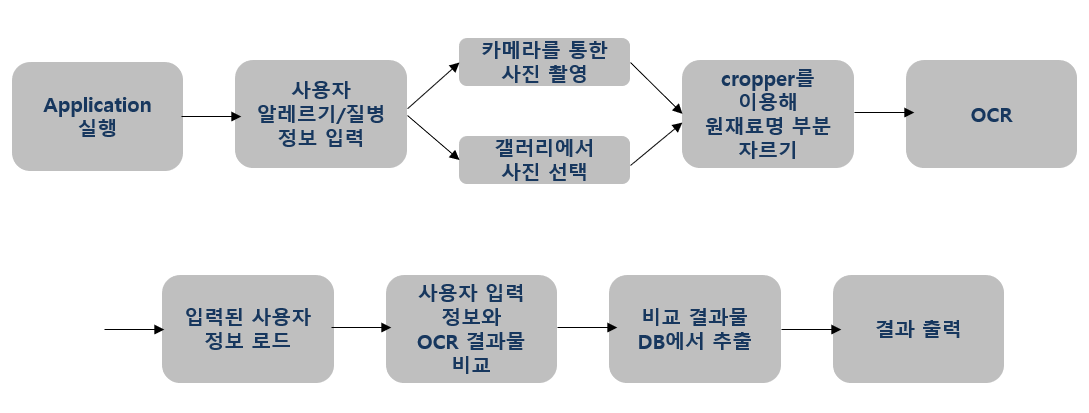 Application
실행
사용자
알레르기/질병
정보 입력
카메라를 통한
사진 촬영
갤러리에서
사진 선택
cropper를
이용해
원재료명 부분
자르기
OCR
입력된 사용자
정보 로드
사용자 입력
정보와
OCR 결과물
비교
비교 결과물
DB에서 추출
결과 출력